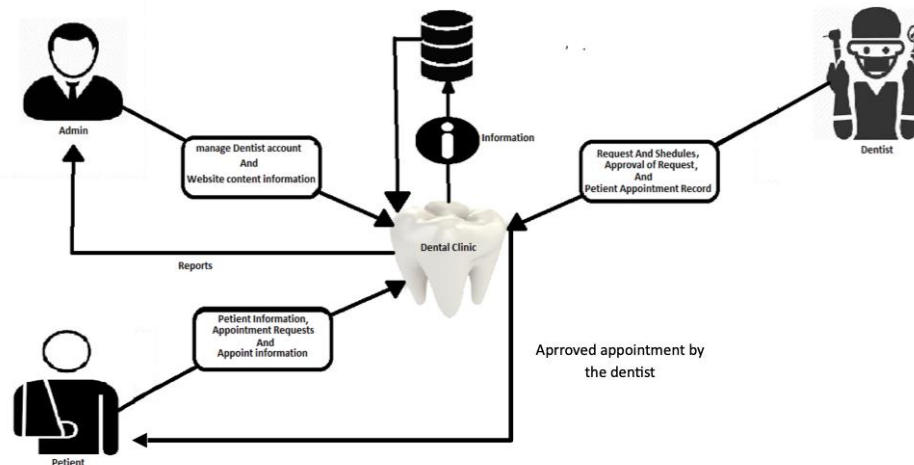 Admin
manage Dentist account
And
Website content information
Information
Request And Shedules,
Approval of Request,
And
Petient Appointment Record
Dentist
Dental Clinic
Reports
Petient Information,
Appointment Requests
And
Appoint information
Aprroved appointment by
the dentist
Petient